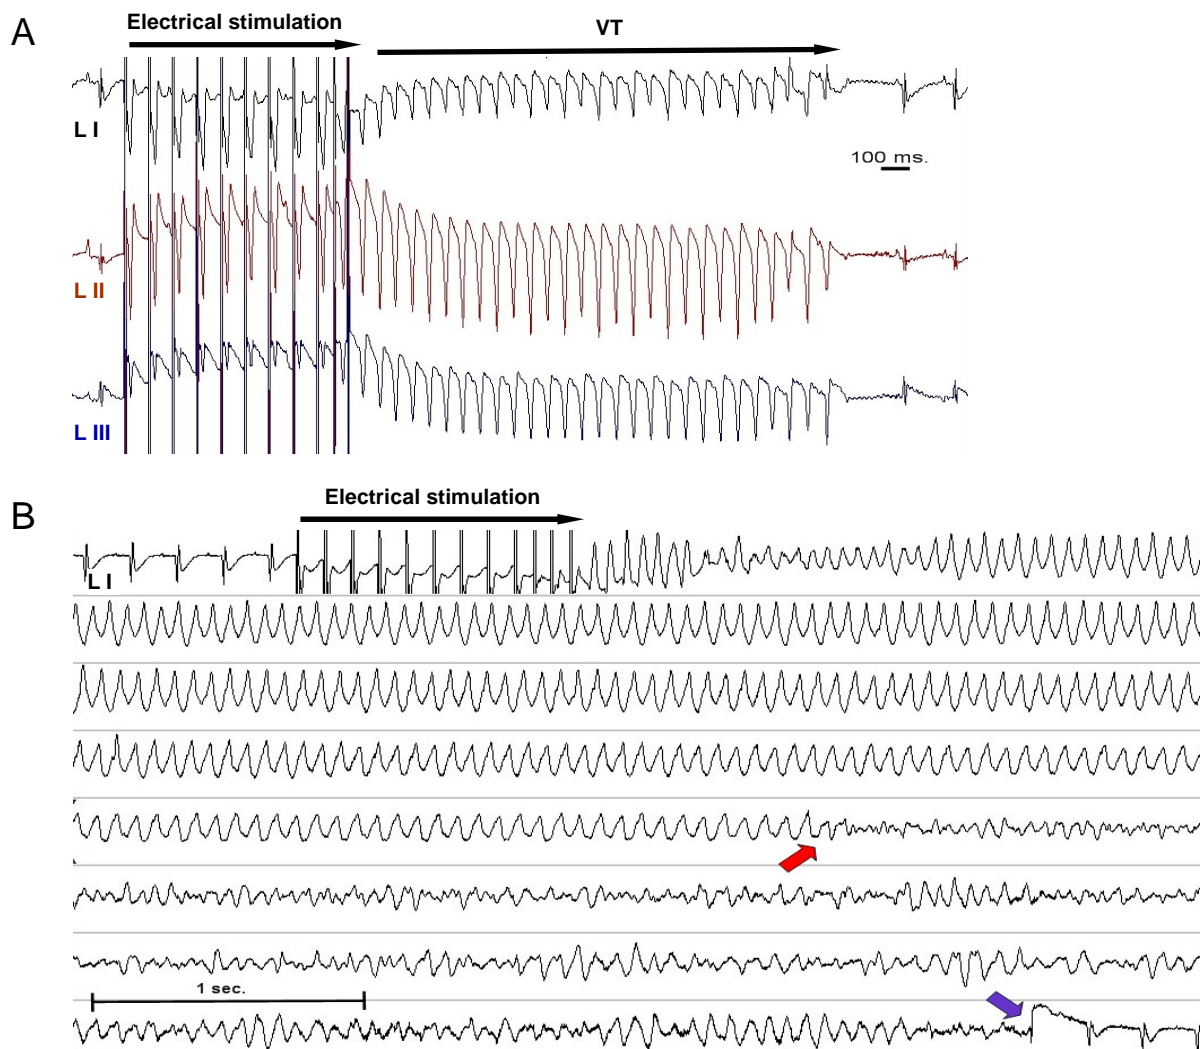 A
Electrical stimulation
VT
L I
100 ms.
L II
L III
B
Electrical stimulation
L I
1 sec.